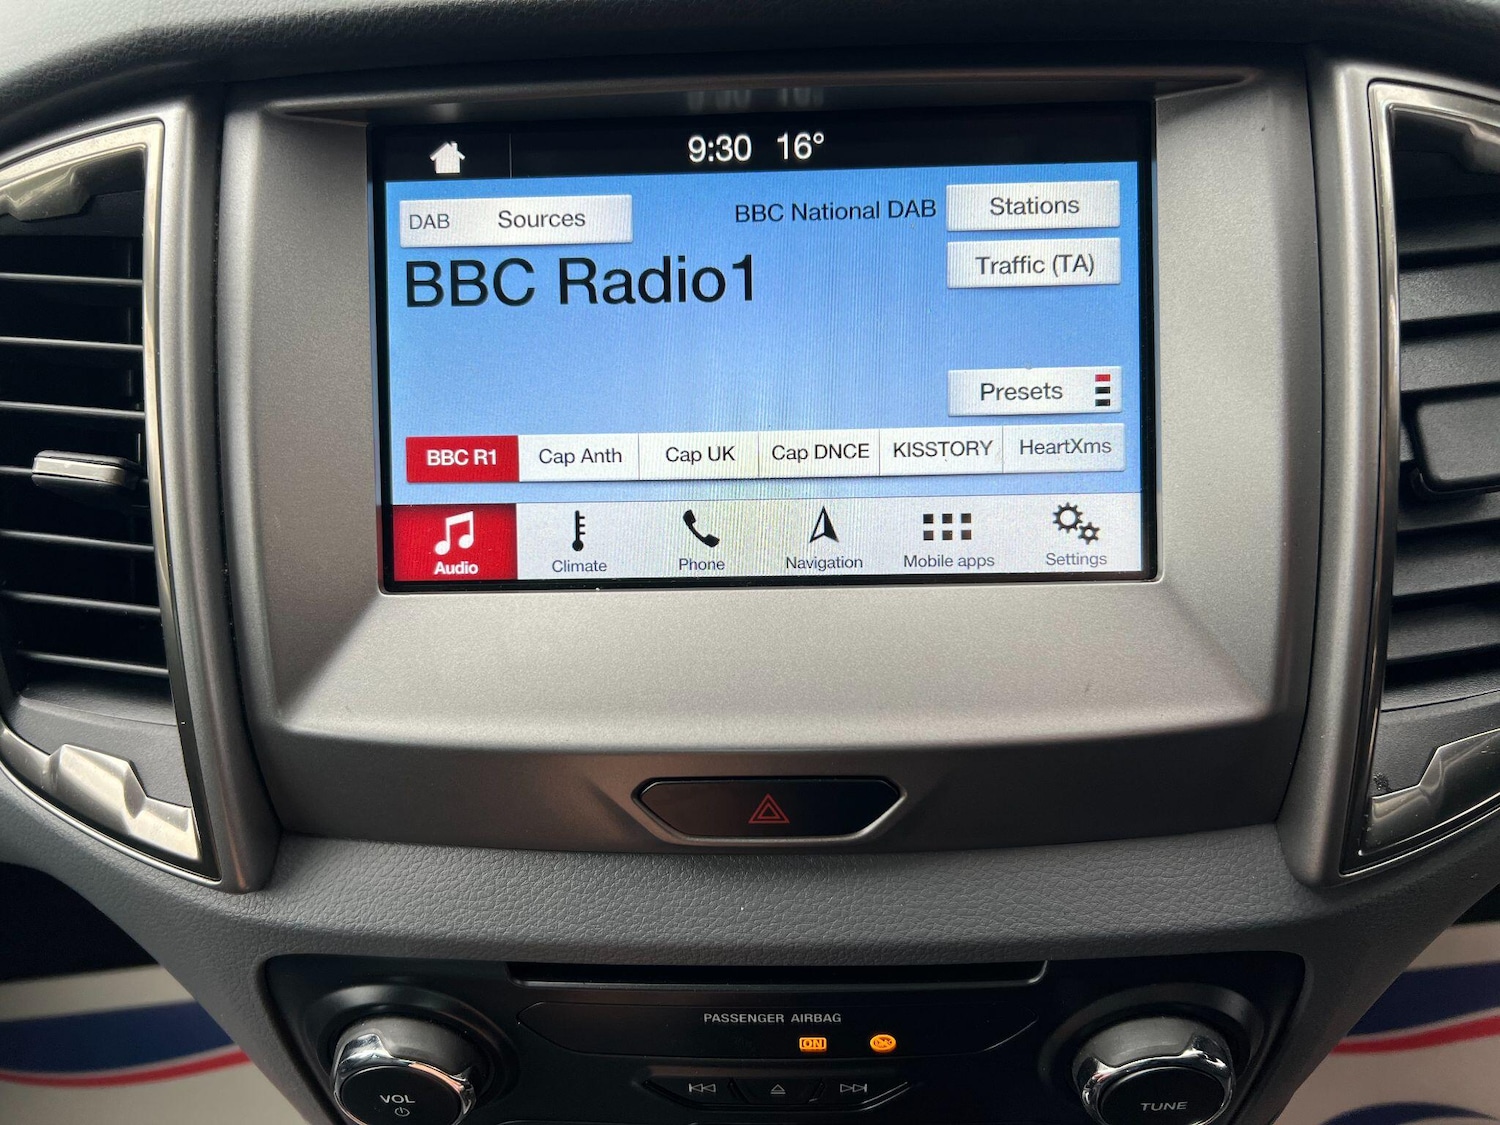 9:30 16°
DAB Sources
BBC National DAB
Stations
BBC Radio1
Traffic (TA)
Presets
BBC R1 Cap Anth Cap UK Cap DNCE KISSTORY HeartXms
Audio Climate Phone Navigation Mobile apps Settings
PASSENGER AIRBAG
ON
VOL
TUNE